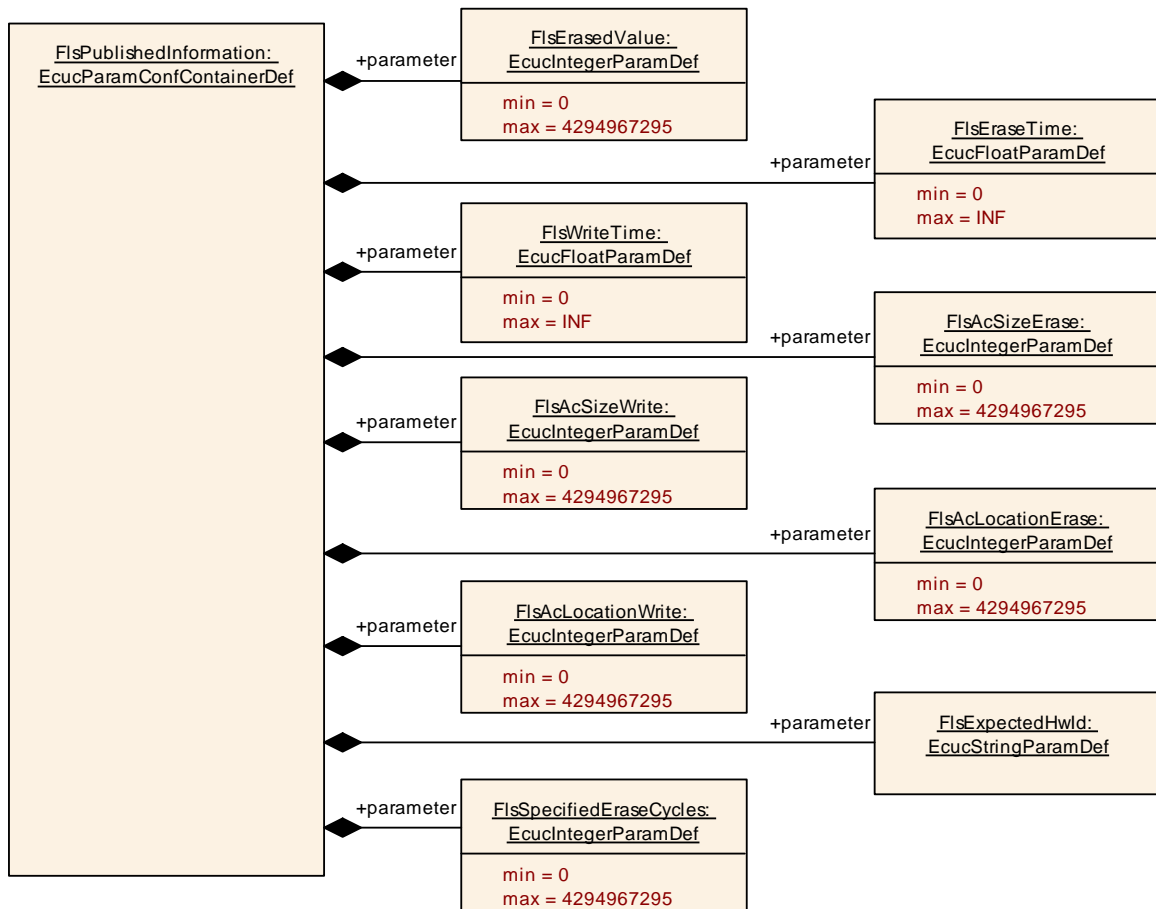 FlsPublishedInformation:
EcucParamConfContainerDef
+parameter
FlsErasedValue:
EcucIntegerParamDef
min = 0
max = 4294967295
+parameter
FlsEraseTime:
EcucFloatParamDef
min = 0
max = INF
+parameter
FlsWriteTime:
EcucFloatParamDef
min = 0
max = INF
+parameter
FlsAcSizeErase:
EcucIntegerParamDef
min = 0
max = 4294967295
+parameter
FlsAcSizeWrite:
EcucIntegerParamDef
min = 0
max = 4294967295
+parameter
FlsAcLocationErase:
EcucIntegerParamDef
min = 0
max = 4294967295
+parameter
FlsAcLocationWrite:
EcucIntegerParamDef
min = 0
max = 4294967295
+parameter
FlsExpectedHwId:
EcucStringParamDef
+parameter
FlsSpecifiedEraseCycles:
EcucIntegerParamDef
min = 0
max = 4294967295